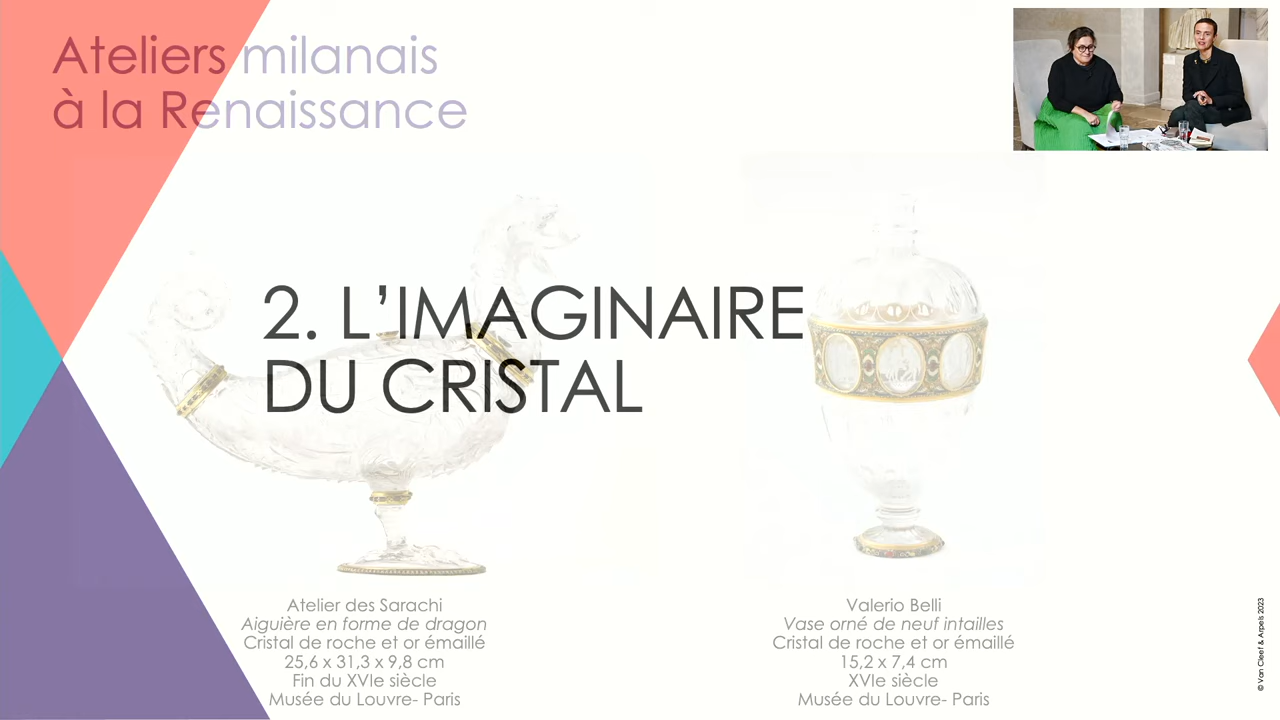 Ateliers milanais
à la Renaissance
2. L’IMAGINAIRE
DU CRISTAL
Atelier des Sarachi
Aiguière en forme de dragon
Cristal de roche et or émaillé
25,6 x 31,3 x 9,8 cm
Fin du XVIe siècle
Musée du Louvre- Paris
Valerio Belli
Vase orné de neuf intailles
Cristal de roche et or émaillé
15,2 x 7,4 cm
XVIe siècle
Musée du Louvre- Paris
© Van Cleef & Arpels 2023